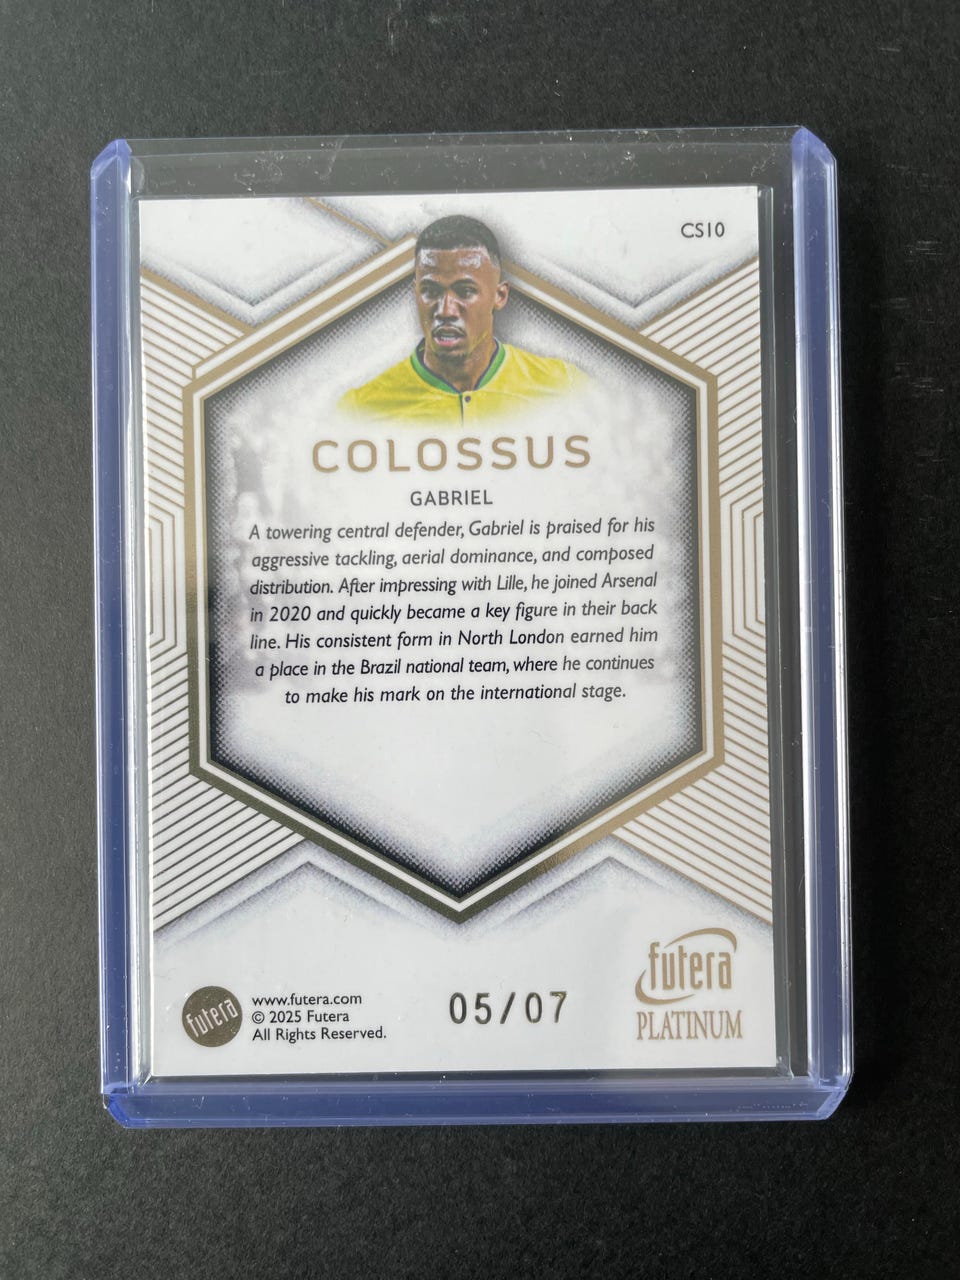 CS10
COLOSSUS
GABRIEL
A towering central defender, Gabriel is praised for his
aggressive tackling, aerial dominance, and composed
distribution. After impressing with Lille, he joined Arsenal
in 2020 and quickly became a key figure in their back
line. His consistent form in North London earned him
a place in the Brazil national team, where he continues
to make his mark on the international stage.
futera
www.futera.com
© 2025 Futera
All Rights Reserved.
05/07
futera
PLATINUM